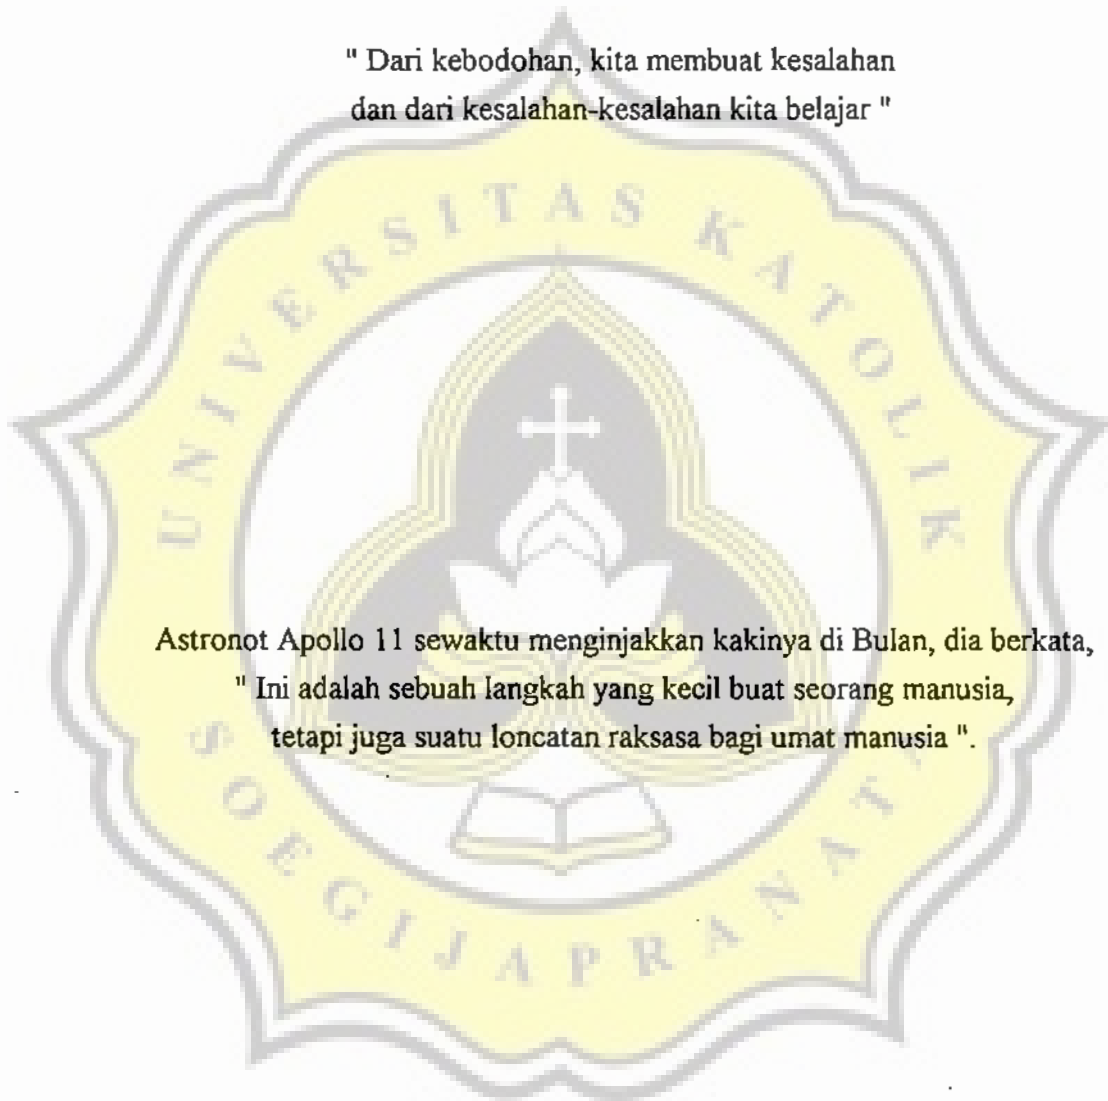 " Dari kebodohan, kita membuat kesalahan
dan dari kesalahan-kesalahan kita belajar "
UNIVERSITAS KATOLIK
Astronot Apollo 11 sewaktu menginjakkan kakinya di Bulan, dia berkata,
" Ini adalah sebuah langkah yang kecil buat seorang manusia,
tetapi juga suatu loncatan raksasa bagi umat manusia ".
SOEGIJAPRANATA